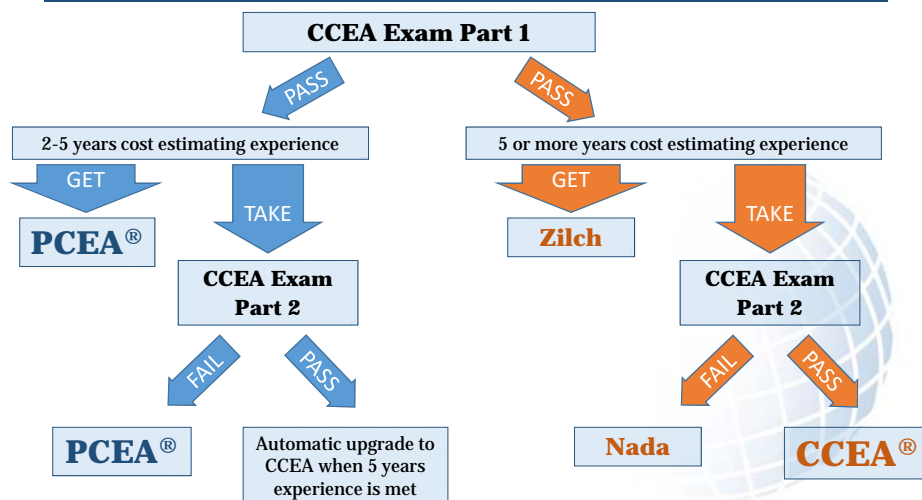 CCEA Exam Part 1
PASS
PASS
2-5 years cost estimating experience
5 or more years cost estimating experience
GET
TAKE
GET
TAKE
PCEA®
Zilch
CCEA Exam
Part 2
CCEA Exam
Part 2
FAIL
PASS
FAIL
PASS
PCEA®
Automatic upgrade to
CCEA when 5 years
experience is met
Nada
CCEA®